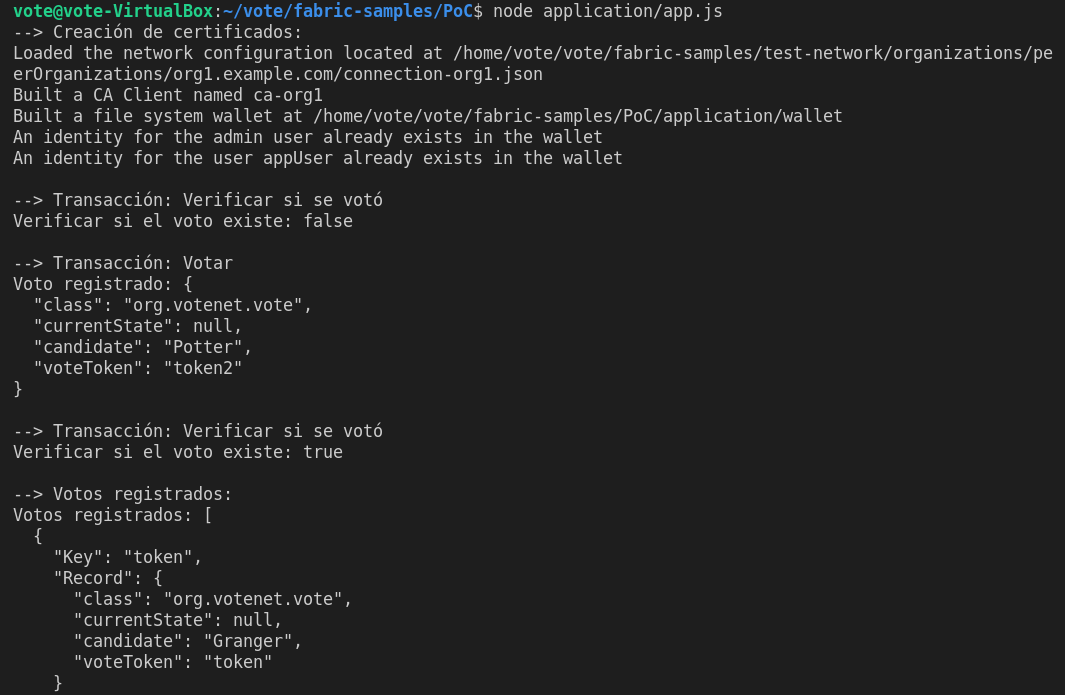 vote@vote-VirtualBox:~/vote/fabric-samples/PoC$ node application/app.js
--> Creación de certificados:
Loaded the network configuration located at /home/vote/vote/fabric-samples/test-network/organizations/pe
erOrganizations/org1.example.com/connection-org1.json
Built a CA Client named ca-org1
Built a file system wallet at /home/vote/vote/fabric-samples/PoC/application/wallet
An identity for the admin user already exists in the wallet
An identity for the user appUser already exists in the wallet

--> Transacción: Verificar si se votó
Verificar si el voto existe: false

--> Transacción: Votar
Voto registrado: {
  "class": "org.votenet.vote",
  "currentState": null,
  "candidate": "Potter",
  "voteToken": "token2"
}

--> Transacción: Verificar si se votó
Verificar si el voto existe: true

--> Votos registrados:
Votos registrados: [
  {
    "Key": "token",
    "Record": {
      "class": "org.votenet.vote",
      "currentState": null,
      "candidate": "Granger",
      "voteToken": "token"
    }